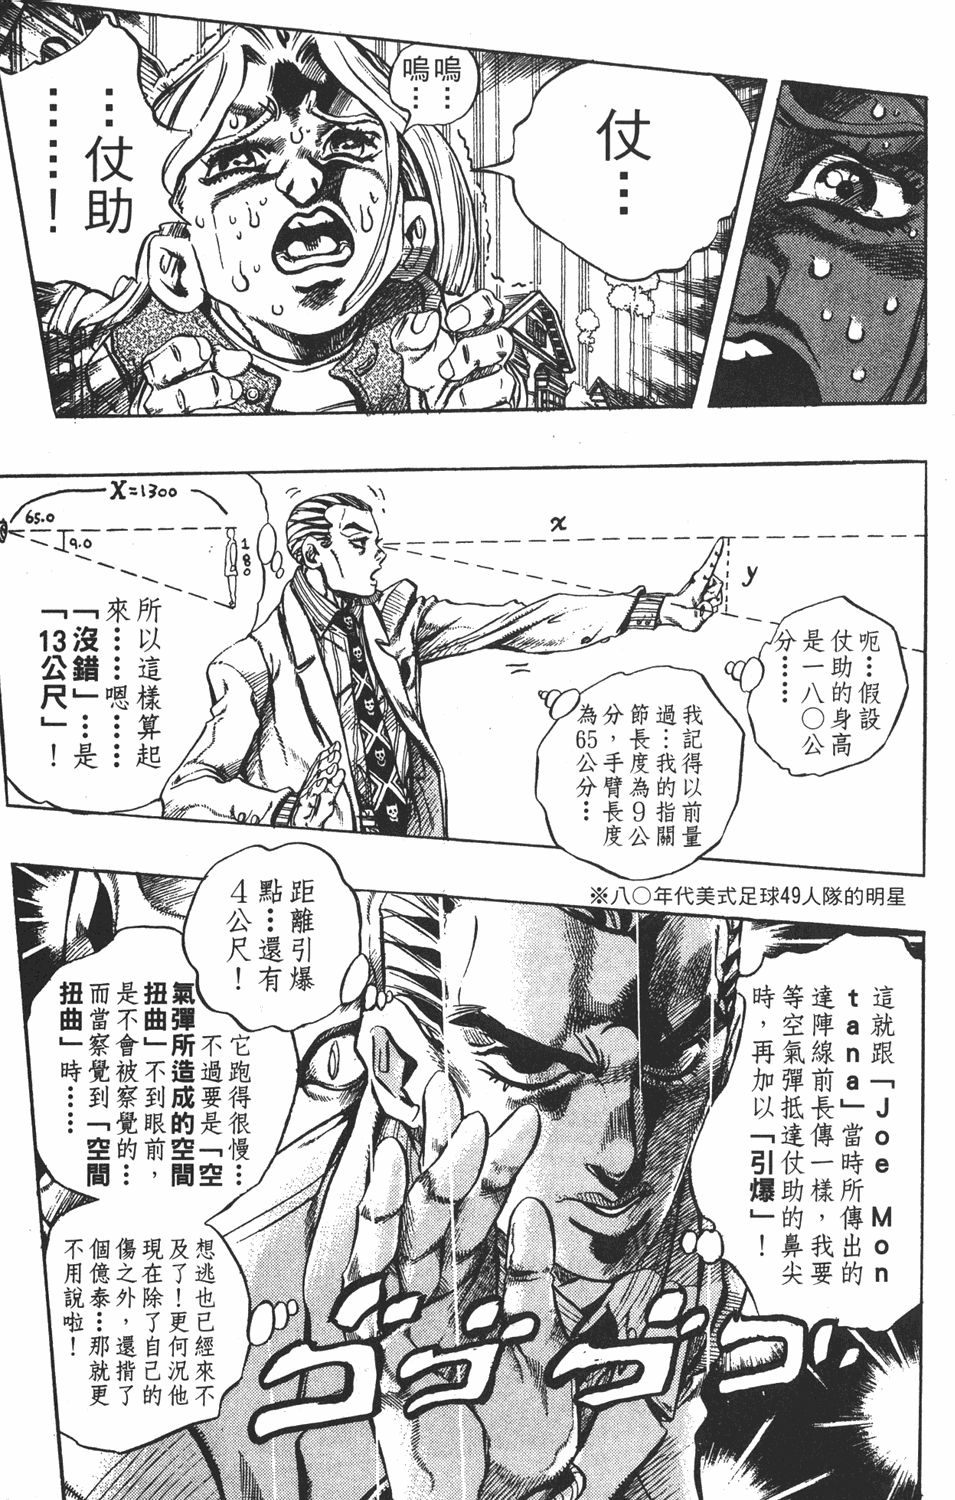 仗…
嗚嗚……
…仗助
……！
呃…假設
仗助的身高
是一八〇公
分………
x
y
我記得以前量
過…我的指關
節長度為9公
分，手臂長度
為65公分…
X=1300
65.0
9.0
180
所以這樣算起
來………嗯………
「沒錯」…是
「13公尺」！
※八〇年代美式足球49人隊的明星
這就跟「Joe Mon
tana」當時所傳出的
達陣線前長傳一樣，我要
等空氣彈抵達仗助的鼻尖
時，再加以「引爆」！
距離引爆
點…還有
4公尺！
它跑得很慢…
不過要是「空
氣彈所造成的空間
扭曲」不到眼前，
是不會被察覺的…
而當察覺到「空間
扭曲」時……
想逃也已經來不
及了！更何況他
現在除了自己的
傷之外，還揹了
個億泰…那就更
不用說啦！
ゴゴゴゴ